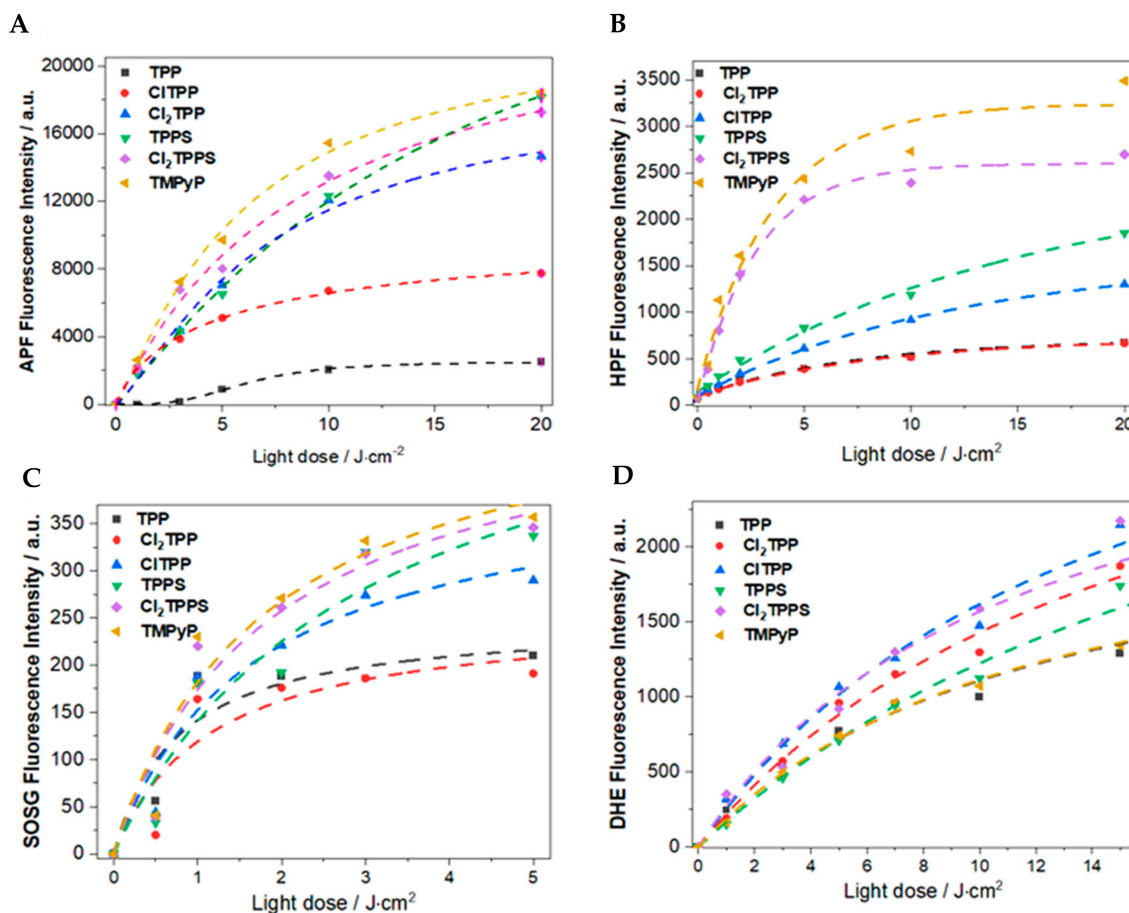 A
APF Fluorescence Intensity / a.u.
20000
16000
12000
8000
4000
0
TPP
ClTPP
Cl₂TPP
TPPS
Cl₂TPPS
TMPyP
0 5 10 15 20
Light dose / J·cm⁻²
B
HPF Fluorescence Intensity / a.u.
3500
3000
2500
2000
1500
1000
500
0
TPP
Cl₂TPP
ClTPP
TPPS
Cl₂TPPS
TMPyP
0 5 10 15 20
Light dose / J·cm²
C
SOSG Fluorescence Intensity / a.u.
350
300
250
200
150
100
50
0
TPP
Cl₂TPP
ClTPP
TPPS
Cl₂TPPS
TMPyP
0 1 2 3 4 5
Light dose / J·cm²
D
DHE Fluorescence Intensity / a.u.
2000
1500
1000
500
0
TPP
Cl₂TPP
ClTPP
TPPS
Cl₂TPPS
TMPyP
0 2 4 6 8 10 12 14
Light dose / J·cm²